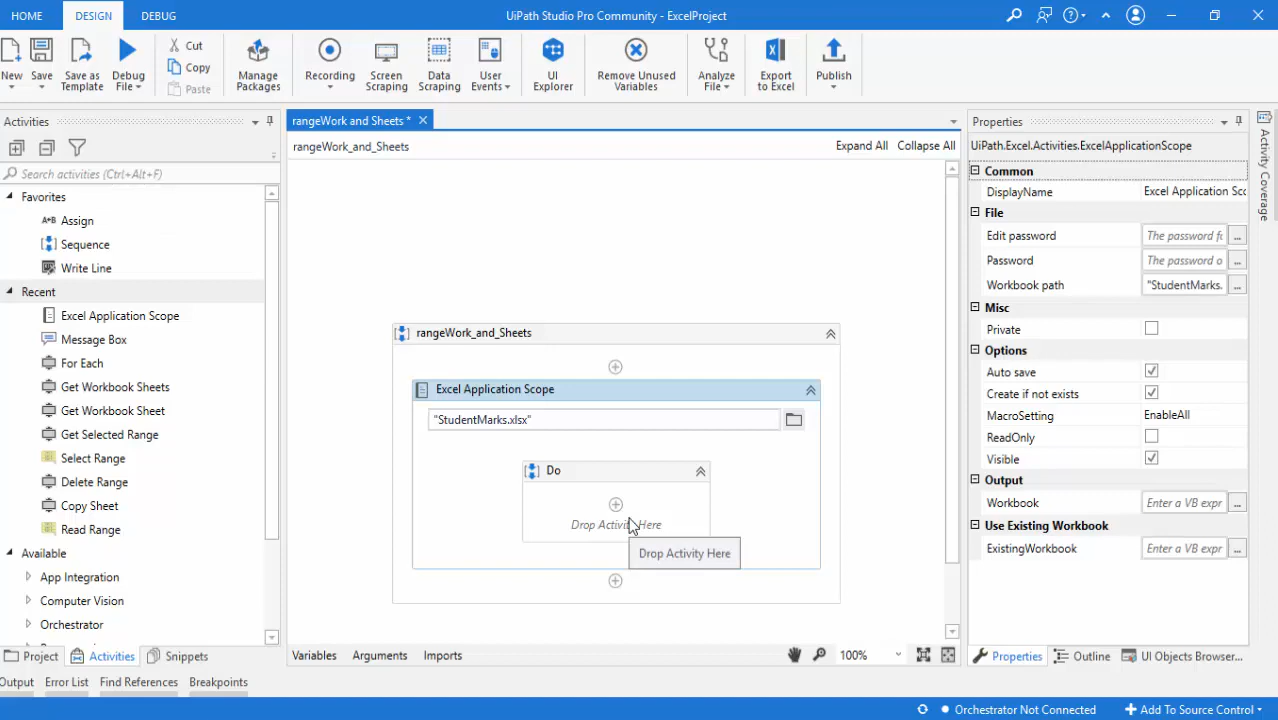 HOME DESIGN DEBUG UiPath Studio Pro Community - ExcelProject
New Save Save as Template Debug File Cut Copy Paste Manage Packages Recording Screen Scraping Data Scraping User Events UI Explorer Remove Unused Variables Analyze File Export to Excel Publish
Activities
Search activities (Ctrl+Alt+F)
Favorites
A+B Assign
Sequence
Write Line
Recent
Excel Application Scope
Message Box
For Each
Get Workbook Sheets
Get Workbook Sheet
Get Selected Range
Select Range
Delete Range
Copy Sheet
Read Range
Available
App Integration
Computer Vision
Orchestrator
Project Activities Snippets
rangeWork and Sheets *
rangeWork_and_Sheets Expand All Collapse All
rangeWork_and_Sheets
Excel Application Scope
"StudentMarks.xlsx"
Do
Drop Activity Here
Drop Activity Here
Variables Arguments Imports 100%
Properties
UiPath.Excel.Activities.ExcelApplicationScope
Common
DisplayName Excel Application Sco
File
Edit password The password fo ...
Password The password o ...
Workbook path "StudentMarks. ...
Misc
Private
Options
Auto save
Create if not exists
MacroSetting EnableAll
ReadOnly
Visible
Output
Workbook Enter a VB expr ...
Use Existing Workbook
ExistingWorkbook Enter a VB expr ...
Properties Outline UI Objects Browser...
Activity Coverage
Output Error List Find References Breakpoints
Orchestrator Not Connected Add To Source Control